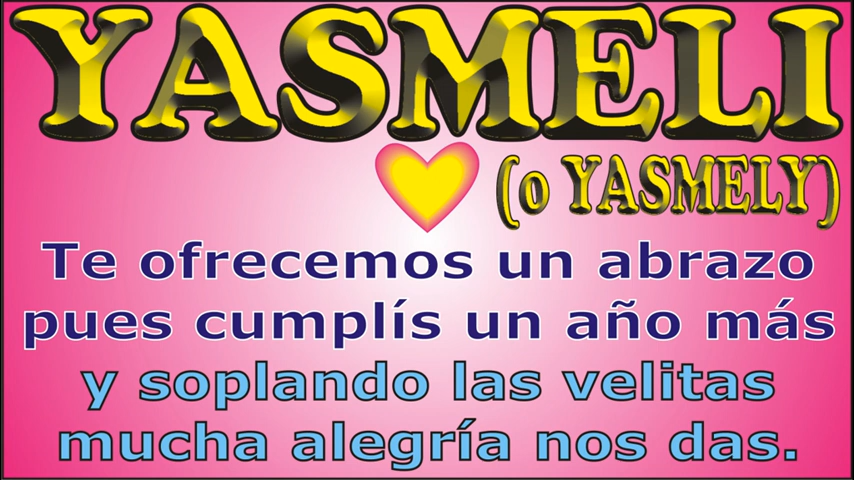 YASMELI
(o YASMELY)
Te ofrecemos un abrazo
pues cumplís un año más
y soplando las velitas
mucha alegría nos das.